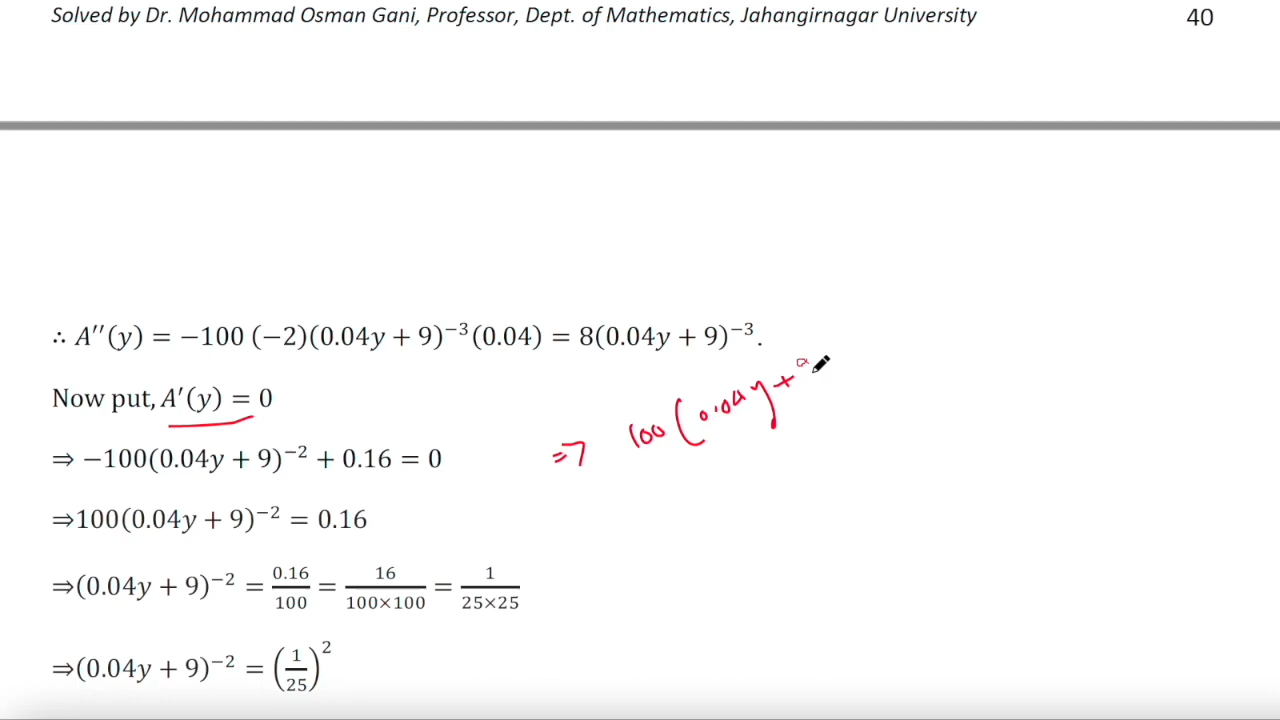 Solved by Dr. Mohammad Osman Gani, Professor, Dept. of Mathematics, Jahangirnagar University 40
∴ A′′(y) = −100 (−2)(0.04y + 9)⁻³(0.04) = 8(0.04y + 9)⁻³.
Now put, A′(y) = 0
⇒ −100(0.04y + 9)⁻² + 0.16 = 0
⇒ 100 (0.04y +
⇒100(0.04y + 9)⁻² = 0.16
⇒(0.04y + 9)⁻² = 0.16/100 = 16/100×100 = 1/25×25
⇒(0.04y + 9)⁻² = (1/25)²